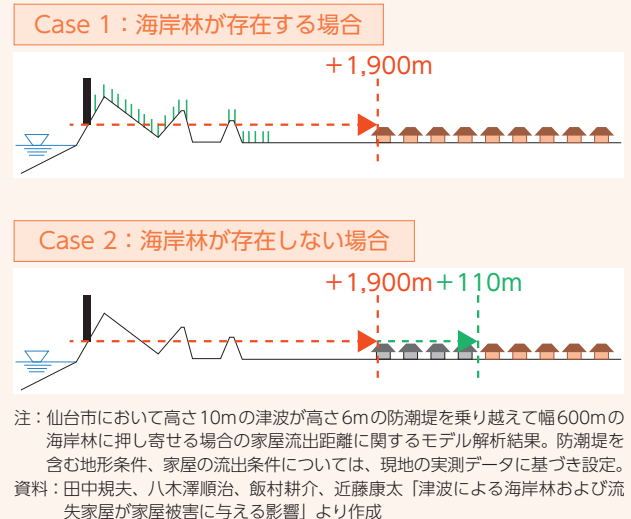 Case 1：海岸林が存在する場合
＋1,900m
Case 2：海岸林が存在しない場合
＋1,900m＋110m
注：仙台市において高さ10mの津波が高さ6mの防潮堤を乗り越えて幅600mの
海岸林に押し寄せる場合の家屋流出距離に関するモデル解析結果。防潮堤を
含む地形条件、家屋の流出条件については、現地の実測データに基づき設定。
資料：田中規夫、八木澤順治、飯村耕介、近藤康太「津波による海岸林および流
失家屋が家屋被害に与える影響」より作成